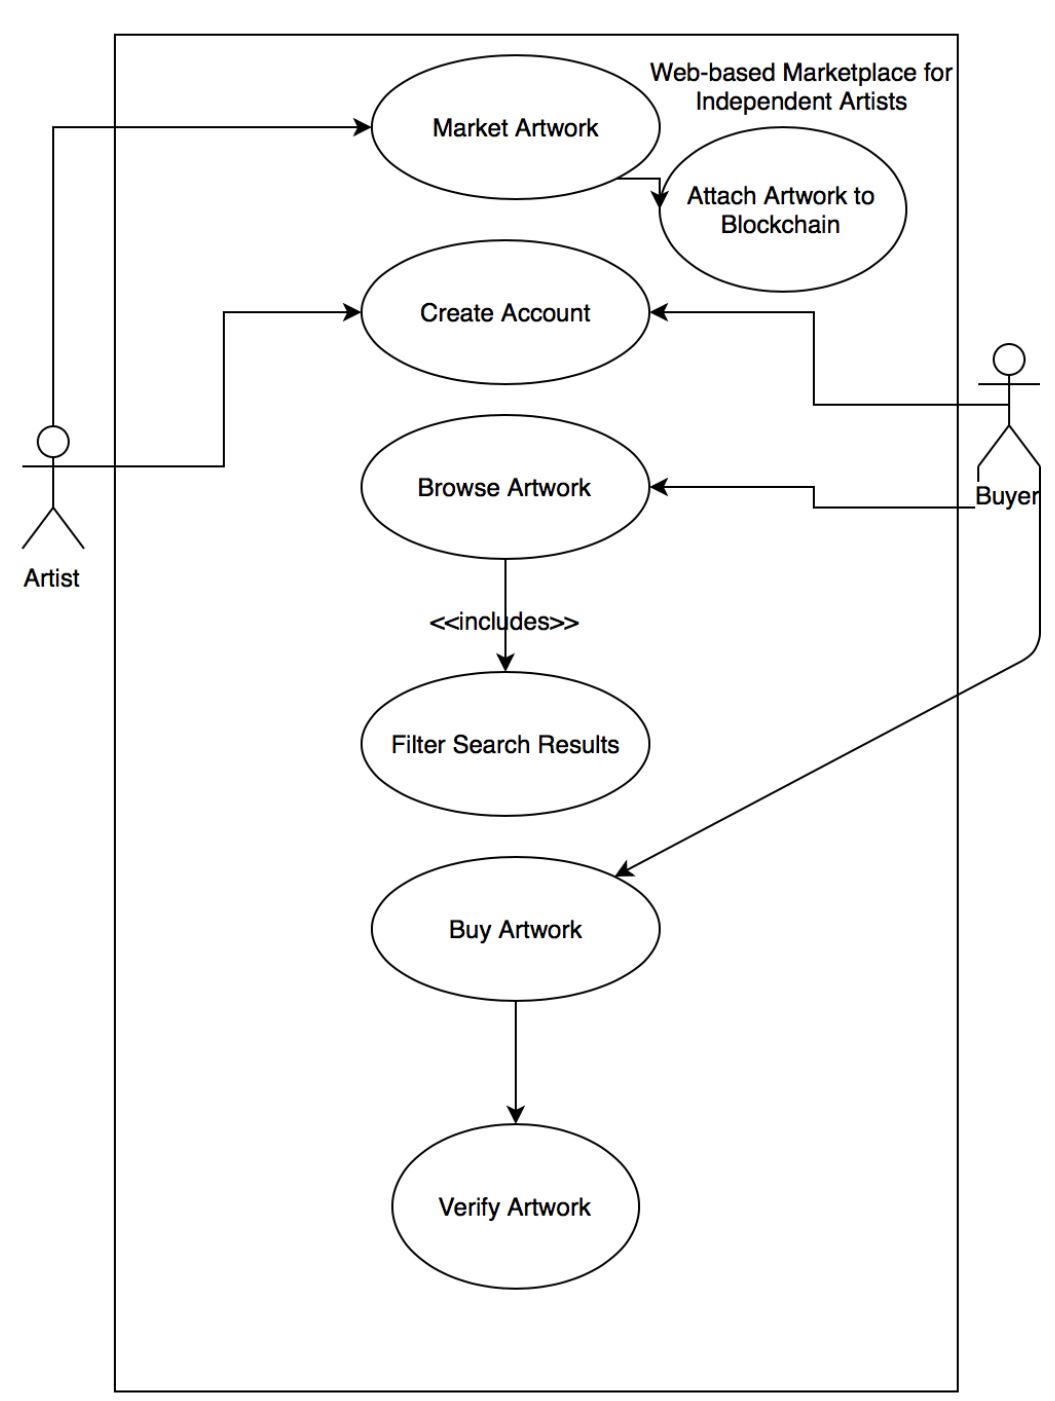 Web-based Marketplace for
Independent Artists
Market Artwork
Attach Artwork to
Blockchain
Create Account
Browse Artwork
Buyer
Artist
<<includes>>
Filter Search Results
Buy Artwork
Verify Artwork